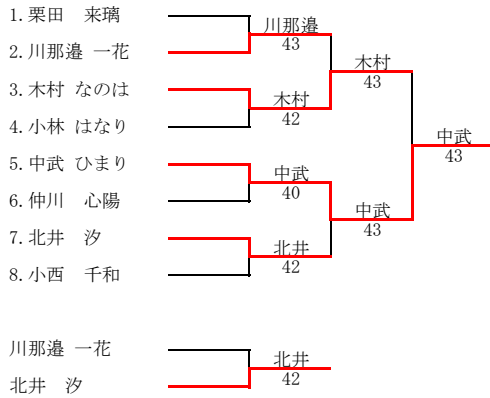 1. 栗田　来璃
2. 川那邉 一花
3. 木村 なのは
4. 小林 はなり
5. 中武 ひまり
6. 仲川　心陽
7. 北井　汐
8. 小西　千和
川那邉
43
木村
42
中武
40
北井
42
木村
43
中武
43
中武
43
川那邉 一花
北井　汐
北井
42